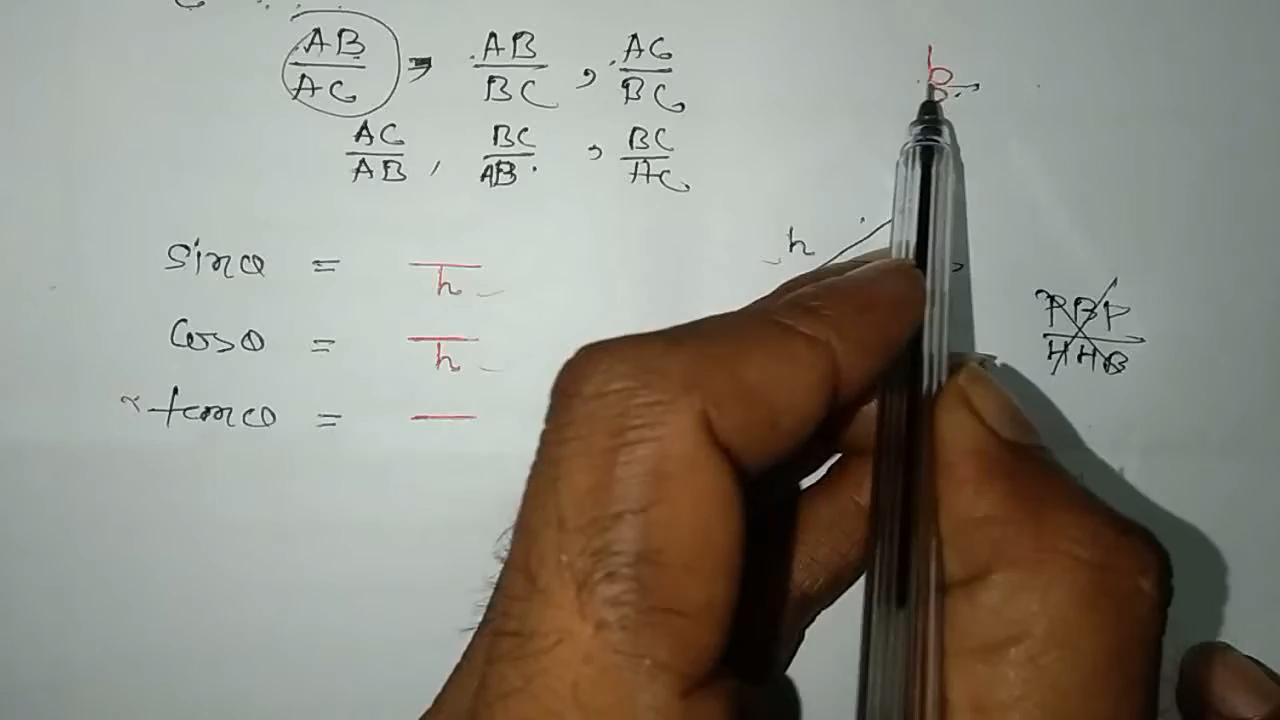 AB/AC, AB/BC, AC/BC
AC/AB, BC/AB, BC/AC
b
h
sinθ = /h
cosθ = /h
tanθ =
PBP
HHB